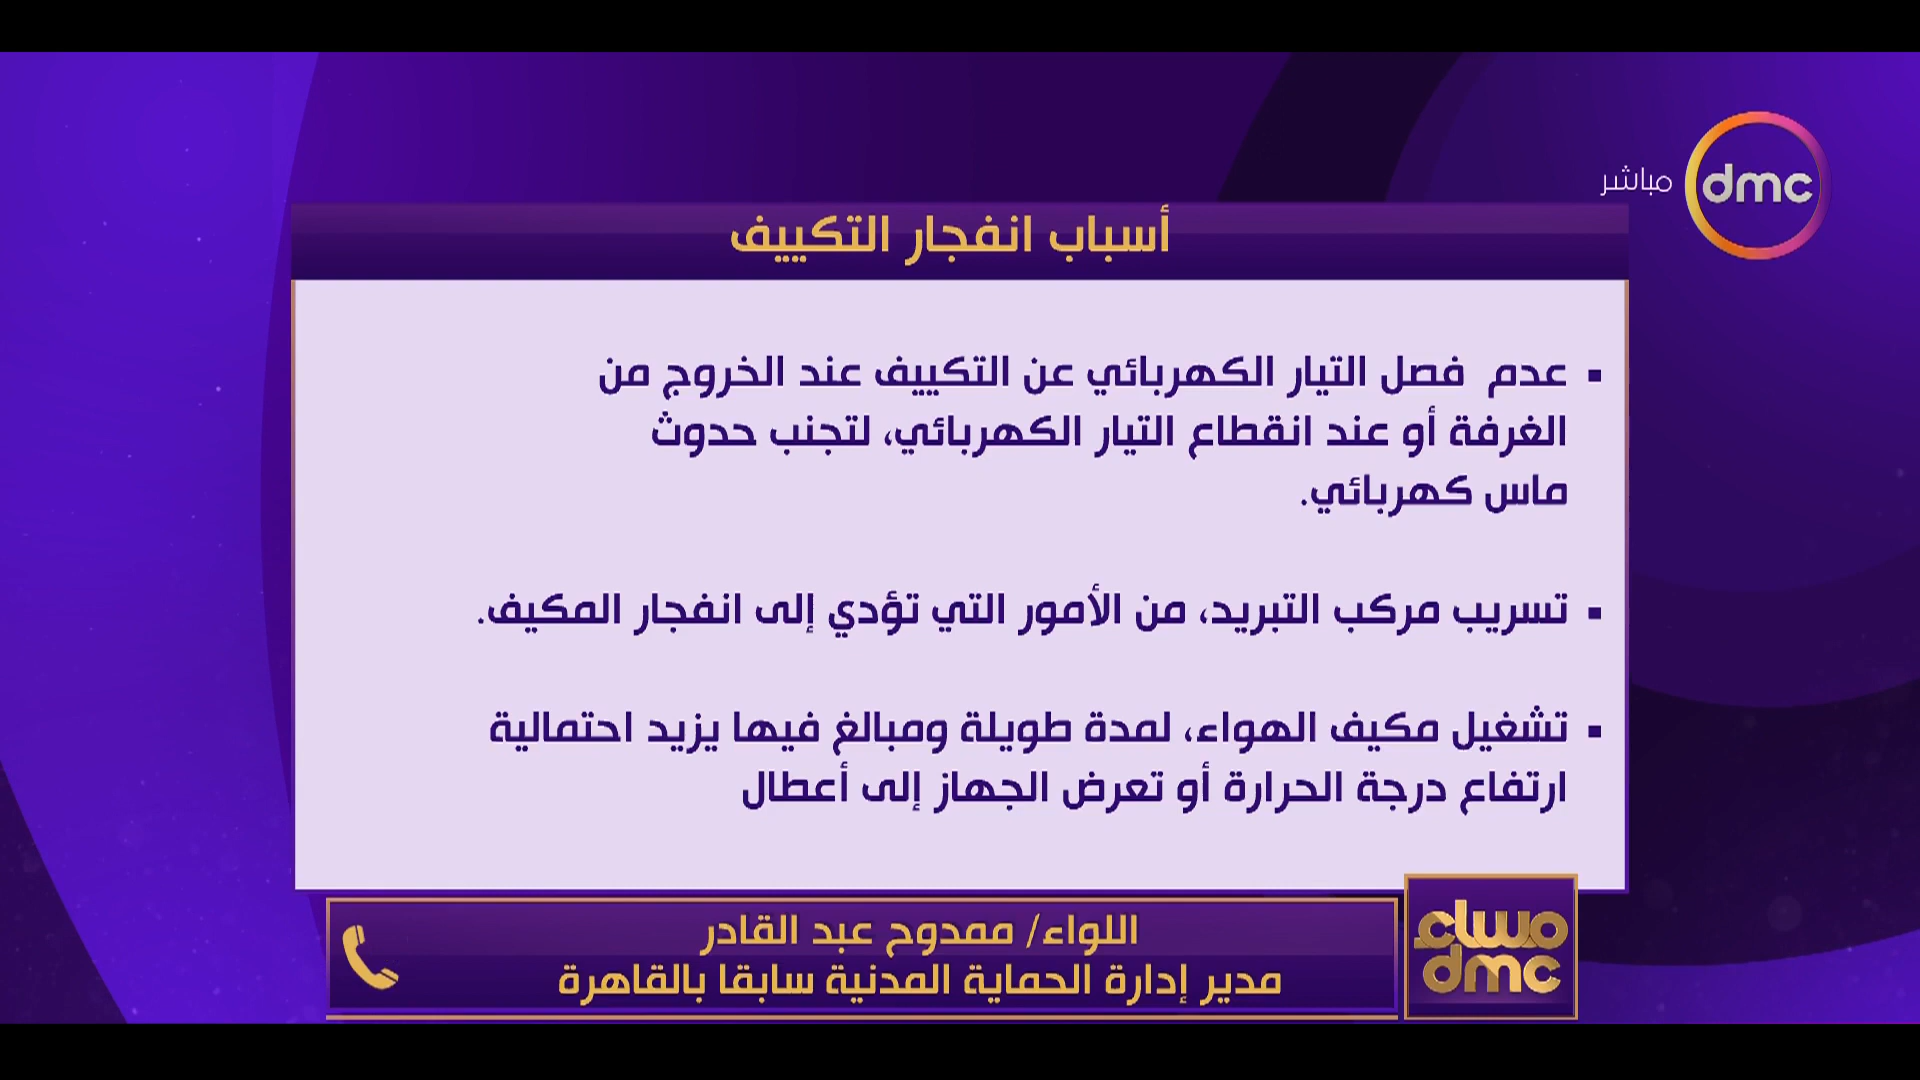 dmc
مباشر
أسباب انفجار التكييف
▪ عدم فصل التيار الكهربائي عن التكييف عند الخروج من
الغرفة أو عند انقطاع التيار الكهربائي، لتجنب حدوث
ماس كهربائي.
▪ تسريب مركب التبريد، من الأمور التي تؤدي إلى انفجار المكيف.
▪ تشغيل مكيف الهواء، لمدة طويلة ومبالغ فيها يزيد احتمالية
ارتفاع درجة الحرارة أو تعرض الجهاز إلى أعطال
مساء
dmc
اللواء/ ممدوح عبد القادر
مدير إدارة الحماية المدنية سابقا بالقاهرة